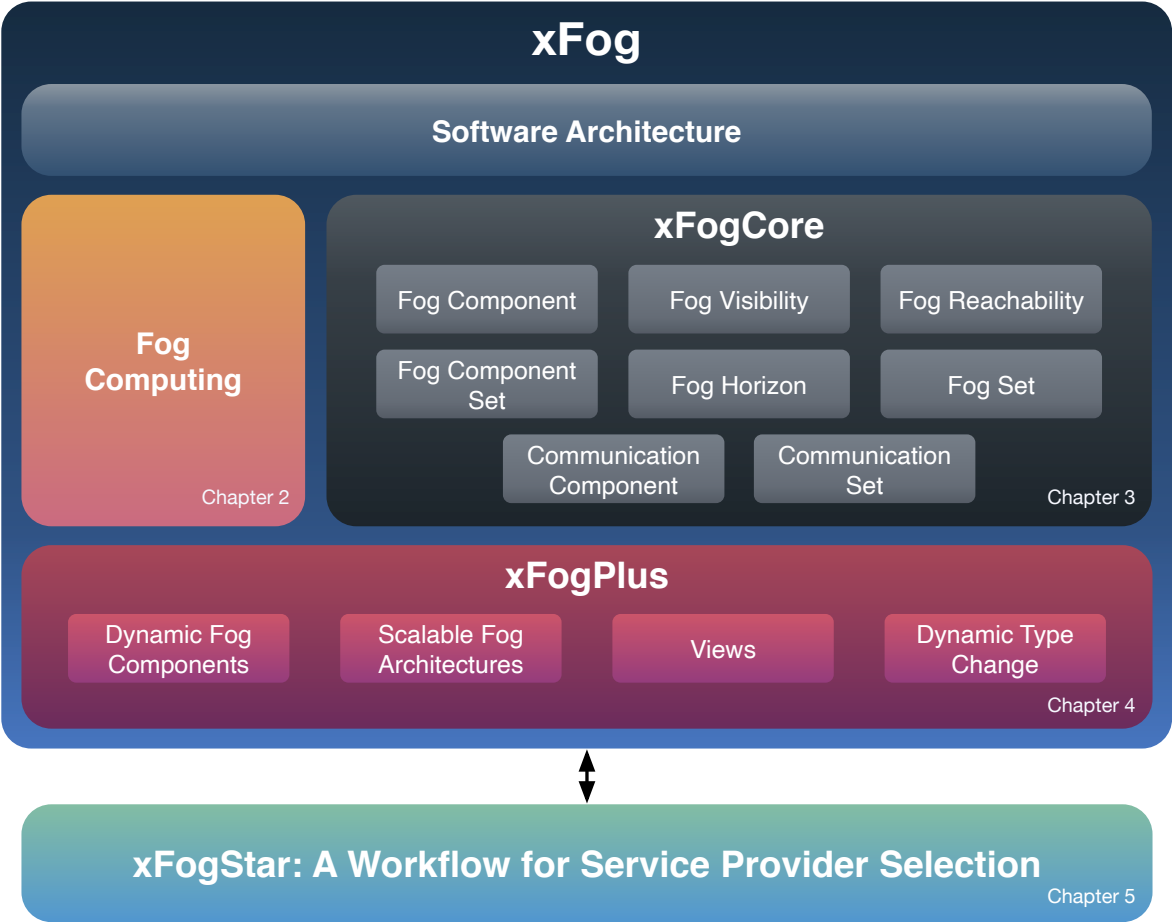 xFog
Software Architecture
Fog
Computing
Chapter 2
xFogCore
Fog Component
Fog Visibility
Fog Reachability
Fog Component
Set
Fog Horizon
Fog Set
Communication
Component
Communication
Set
Chapter 3
xFogPlus
Dynamic Fog
Components
Scalable Fog
Architectures
Views
Dynamic Type
Change
Chapter 4
xFogStar: A Workflow for Service Provider Selection
Chapter 5